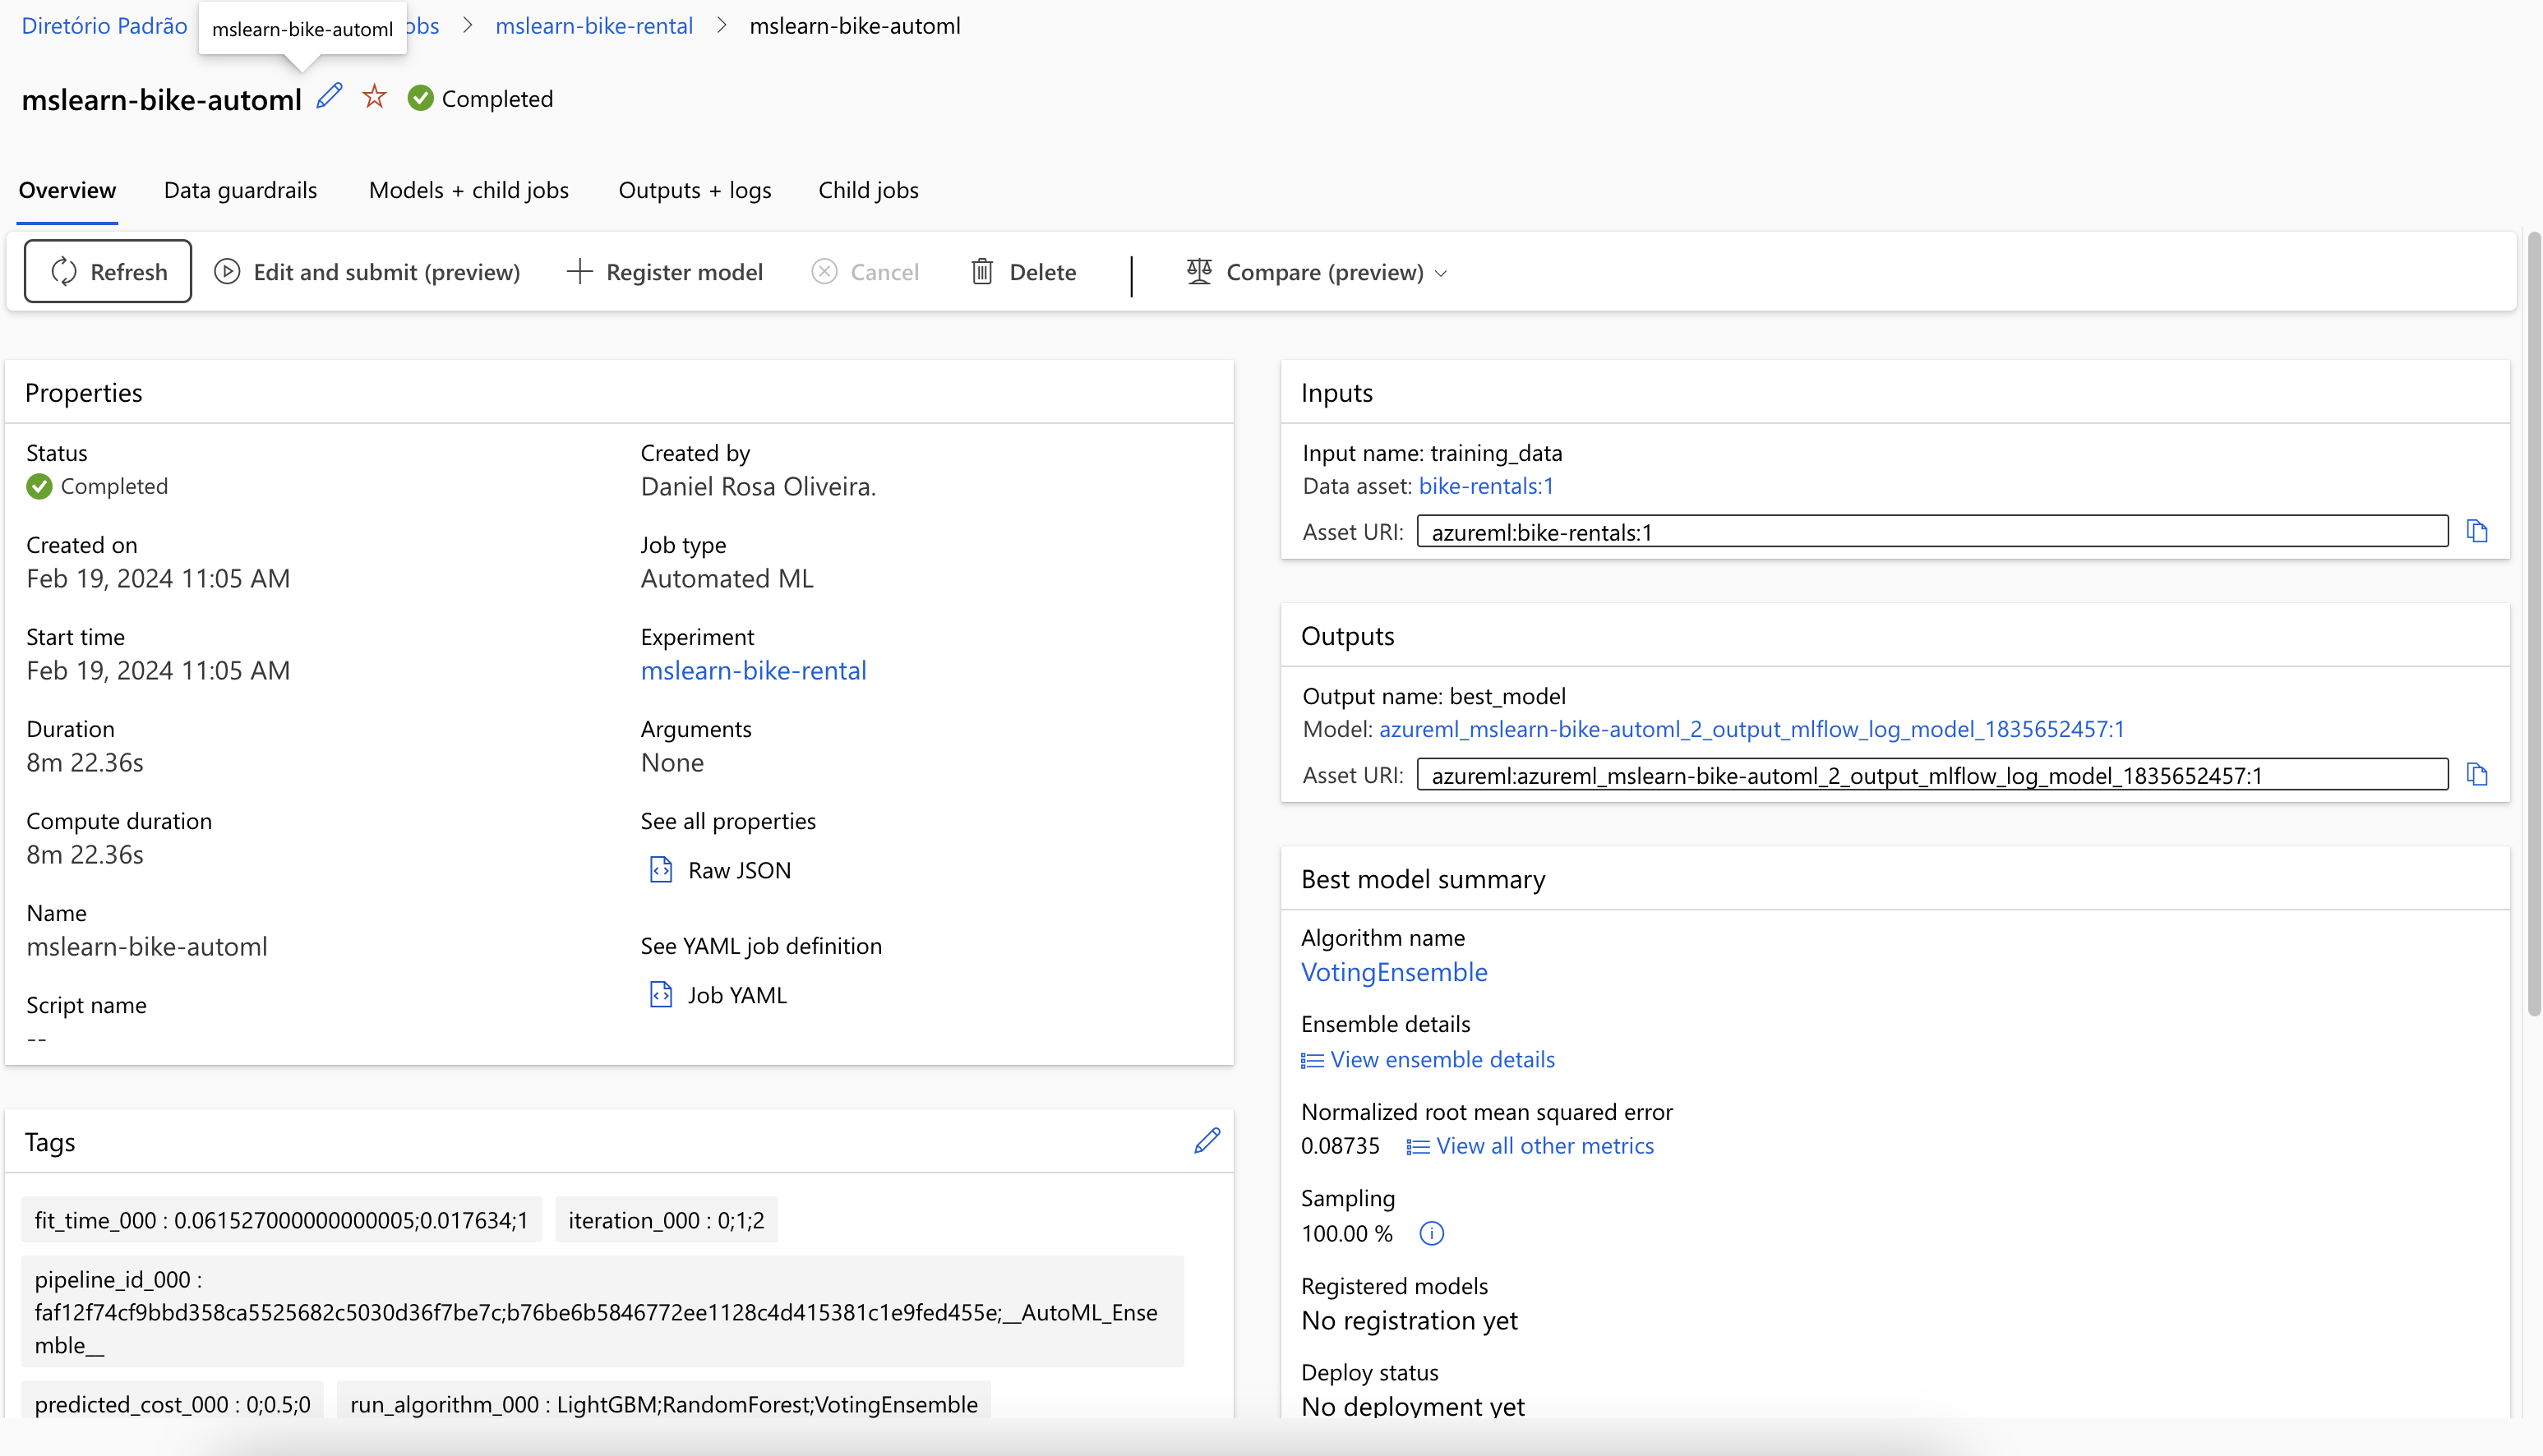 Diretório Padrão mslearn-bike-automl obs > mslearn-bike-rental > mslearn-bike-automl
mslearn-bike-automl Completed
Overview Data guardrails Models + child jobs Outputs + logs Child jobs
Refresh Edit and submit (preview) Register model Cancel Delete Compare (preview)
Properties
Status
Completed
Created on
Feb 19, 2024 11:05 AM
Start time
Feb 19, 2024 11:05 AM
Duration
8m 22.36s
Compute duration
8m 22.36s
Name
mslearn-bike-automl
Script name
--
Created by
Daniel Rosa Oliveira.
Job type
Automated ML
Experiment
mslearn-bike-rental
Arguments
None
See all properties
Raw JSON
See YAML job definition
Job YAML
Tags
fit_time_000 : 0.061527000000000005;0.017634;1 iteration_000 : 0;1;2
pipeline_id_000 :
faf12f74cf9bbd358ca5525682c5030d36f7be7c;b76be6b5846772ee1128c4d415381c1e9fed455e;__AutoML_Ense
mble__
predicted_cost_000 : 0;0.5;0 run_algorithm_000 : LightGBM;RandomForest;VotingEnsemble
Inputs
Input name: training_data
Data asset: bike-rentals:1
Asset URI: azureml:bike-rentals:1
Outputs
Output name: best_model
Model: azureml_mslearn-bike-automl_2_output_mlflow_log_model_1835652457:1
Asset URI: azureml:azureml_mslearn-bike-automl_2_output_mlflow_log_model_1835652457:1
Best model summary
Algorithm name
VotingEnsemble
Ensemble details
View ensemble details
Normalized root mean squared error
0.08735 View all other metrics
Sampling
100.00 %
Registered models
No registration yet
Deploy status
No deployment yet